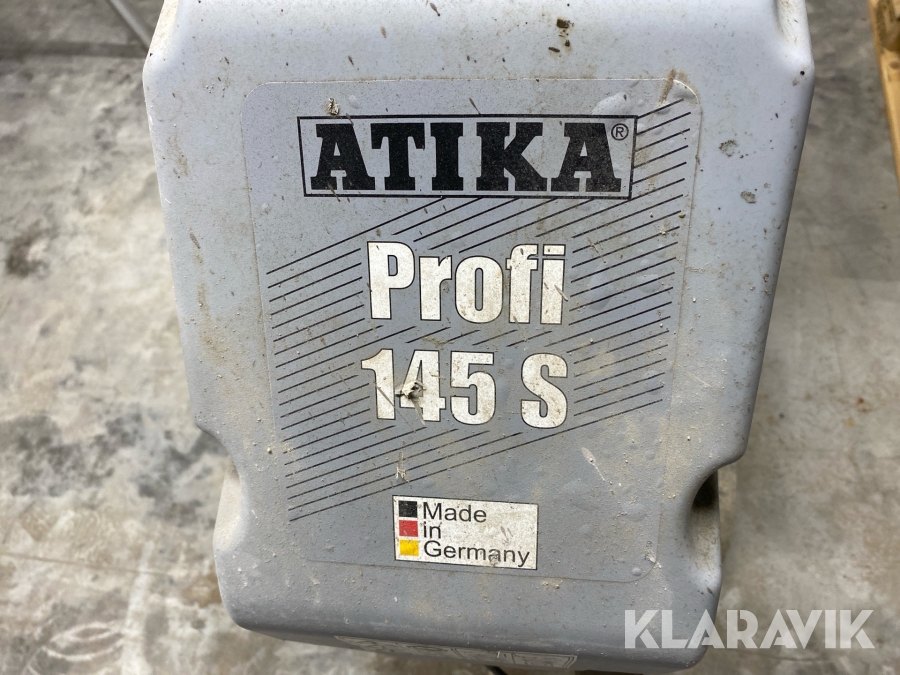 ATIKA®
Profi
145 S
Made
in
Germany
KLARAVIK